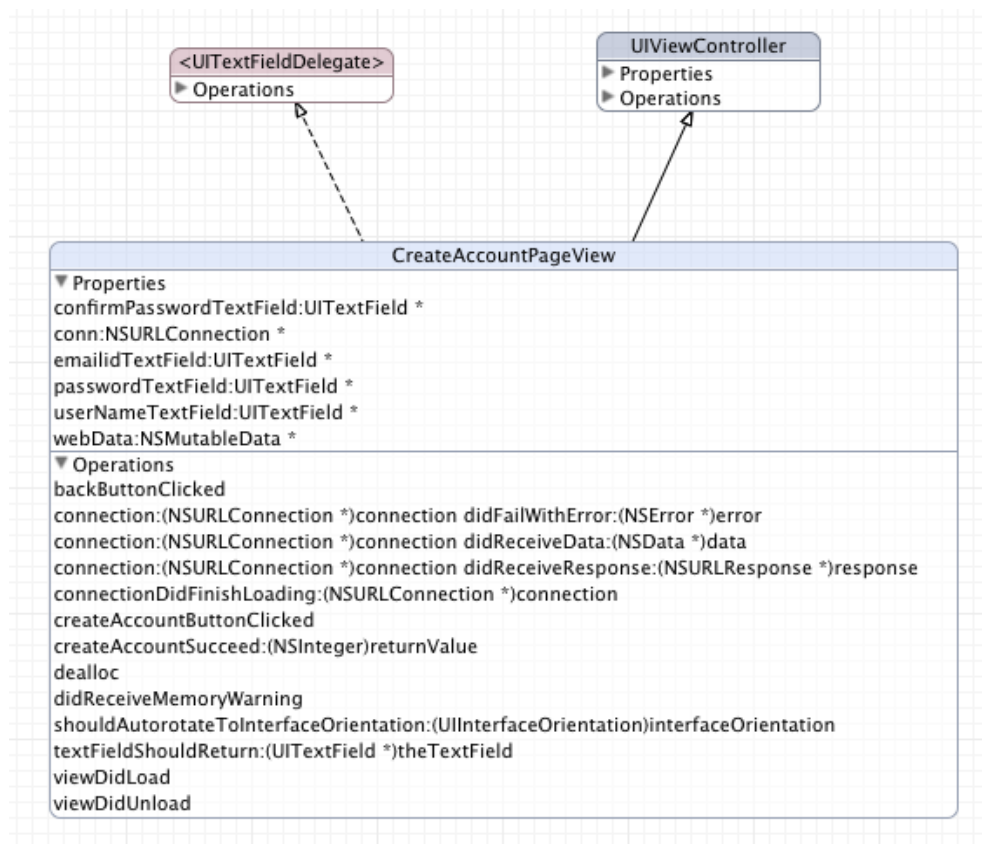 <UITextFieldDelegate>
Operations
UIViewController
Properties
Operations
CreateAccountPageView
Properties
confirmPasswordTextField:UITextField *
conn:NSURLConnection *
emailidTextField:UITextField *
passwordTextField:UITextField *
userNameTextField:UITextField *
webData:NSMutableData *
Operations
backButtonClicked
connection:(NSURLConnection *)connection didFailWithError:(NSError *)error
connection:(NSURLConnection *)connection didReceiveData:(NSData *)data
connection:(NSURLConnection *)connection didReceiveResponse:(NSURLResponse *)response
connectionDidFinishLoading:(NSURLConnection *)connection
createAccountButtonClicked
createAccountSucceed:(NSInteger)returnValue
dealloc
didReceiveMemoryWarning
shouldAutorotateToInterfaceOrientation:(UIInterfaceOrientation)interfaceOrientation
textFieldShouldReturn:(UITextField *)theTextField
viewDidLoad
viewDidUnload